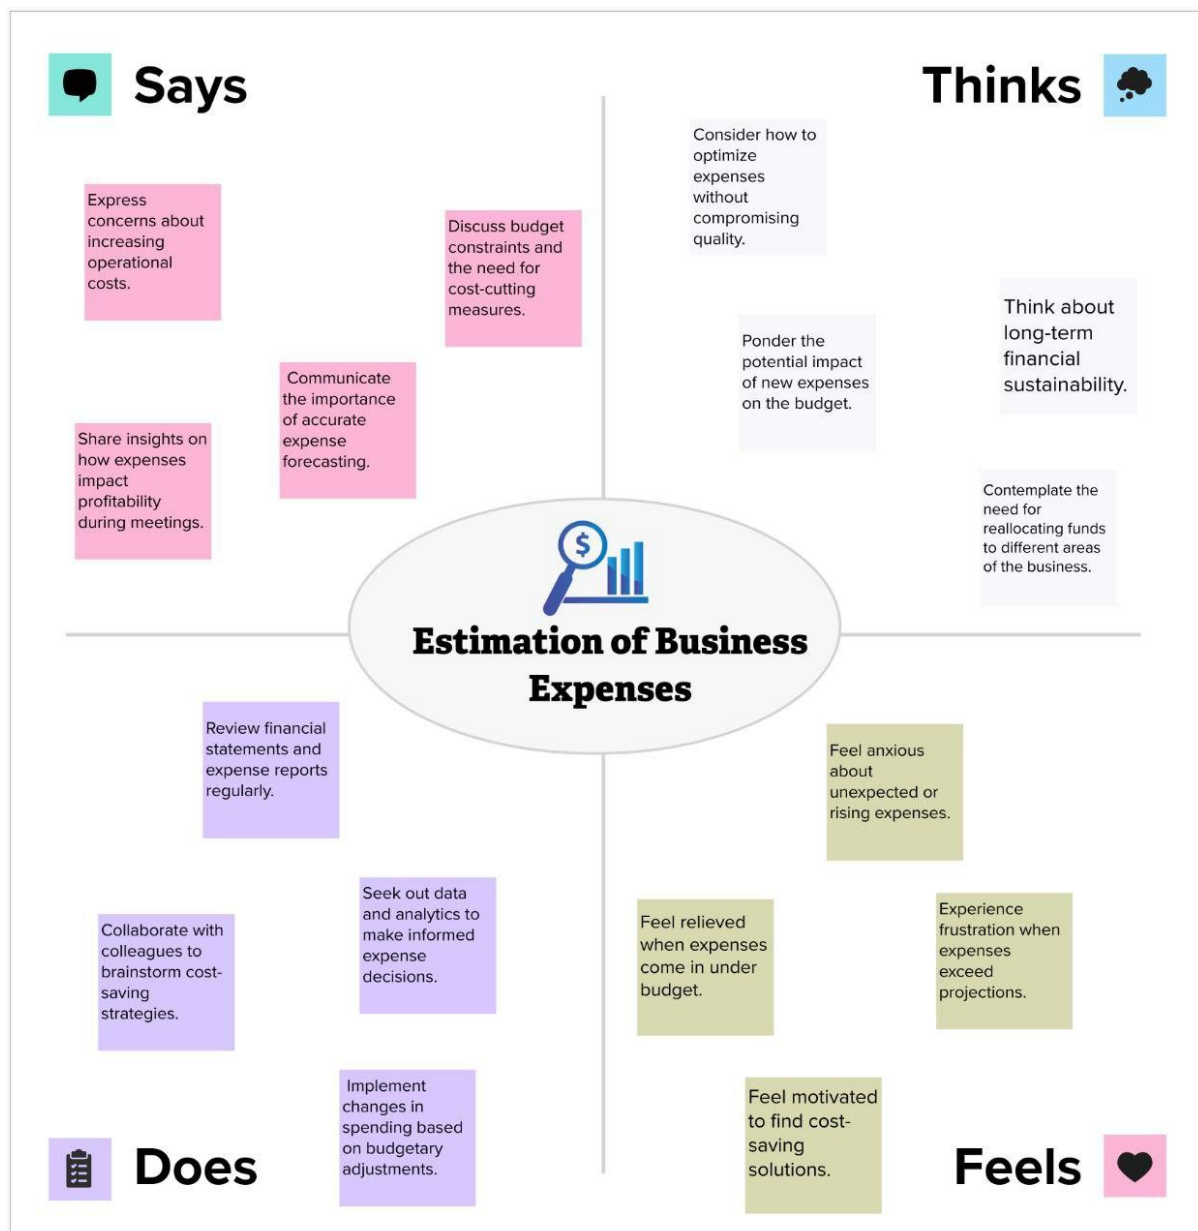 Says
Thinks
Express
concerns about
increasing
operational
costs.
Discuss budget
constraints and
the need for
cost-cutting
measures.
Communicate
the importance
of accurate
expense
forecasting.
Share insights on
how expenses
impact
profitability
during meetings.
Consider how to
optimize
expenses
without
compromising
quality.
Ponder the
potential impact
of new expenses
on the budget.
Think about
long-term
financial
sustainability.
Contemplate the
need for
reallocating funds
to different areas
of the business.
$
Estimation of Business
Expenses
Review financial
statements and
expense reports
regularly.
Seek out data
and analytics to
make informed
expense
decisions.
Collaborate with
colleagues to
brainstorm cost-
saving
strategies.
Implement
changes in
spending based
on budgetary
adjustments.
Feel anxious
about
unexpected or
rising expenses.
Feel relieved
when expenses
come in under
budget.
Experience
frustration when
expenses
exceed
projections.
Feel motivated
to find cost-
saving
solutions.
Does
Feels